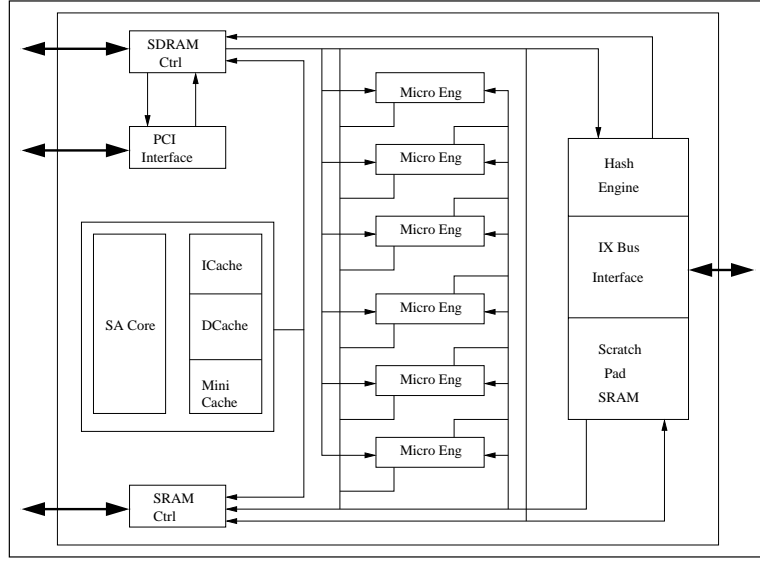 SDRAM
Ctrl
PCI
Interface
Micro Eng
Micro Eng
Micro Eng
Micro Eng
Micro Eng
Micro Eng
Hash
Engine
IX Bus
Interface
Scratch
Pad
SRAM
SA Core
ICache
DCache
Mini
Cache
SRAM
Ctrl